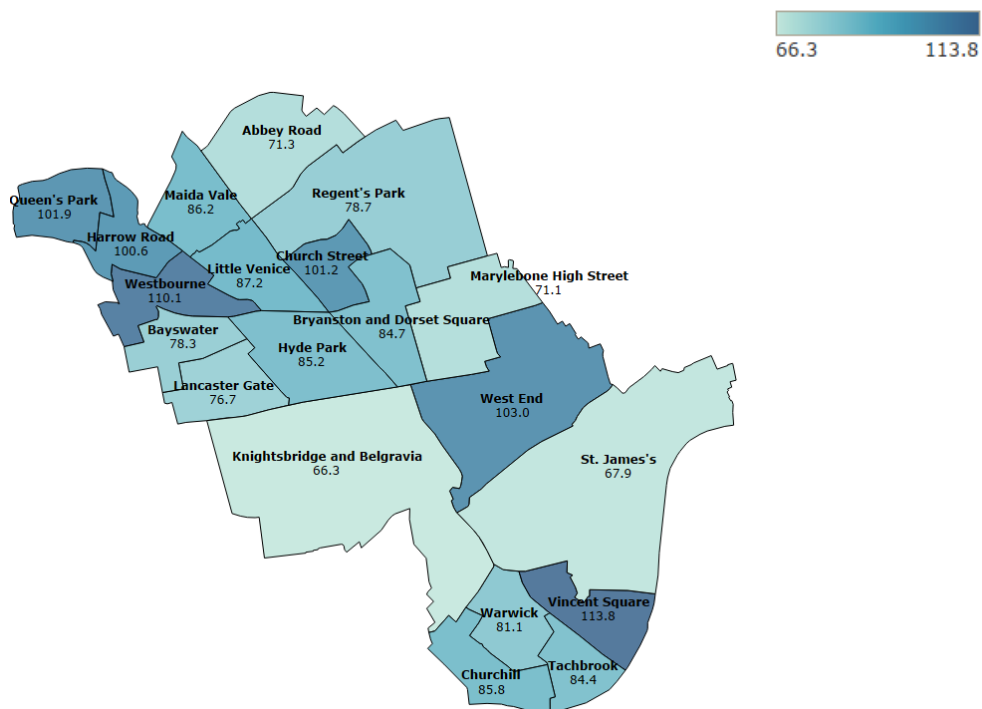 66.3 113.8
Abbey Road
71.3
Regent's Park
78.7
Maida Vale
86.2
Queen's Park
101.9
Harrow Road
100.6
Church Street
101.2
Little Venice
87.2
Marylebone High Street
71.1
Westbourne
110.1
Bryanston and Dorset Square
84.7
Bayswater
78.3
Hyde Park
85.2
Lancaster Gate
76.7
West End
103.0
Knightsbridge and Belgravia
66.3
St. James's
67.9
Vincent Square
113.8
Warwick
81.1
Tachbrook
84.4
Churchill
85.8